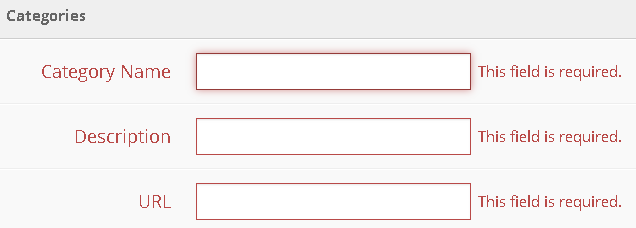 Categories
Category Name This field is required.
Description This field is required.
URL This field is required.